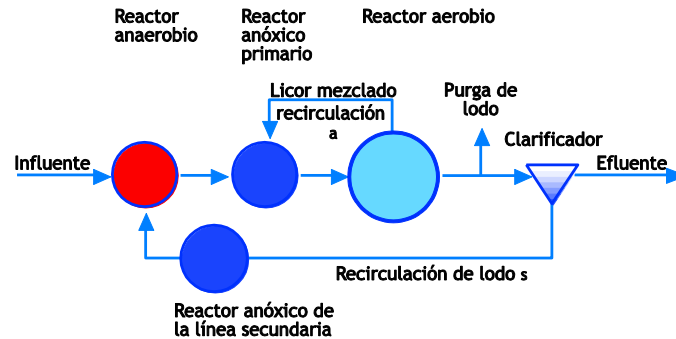 Reactor
anaerobio
Reactor
anóxico
primario
Reactor aerobio
Licor mezclado
recirculación
a
Purga de
lodo
Clarificador
Influente
Efluente
Recirculación de lodo s
Reactor anóxico de
la línea secundaria